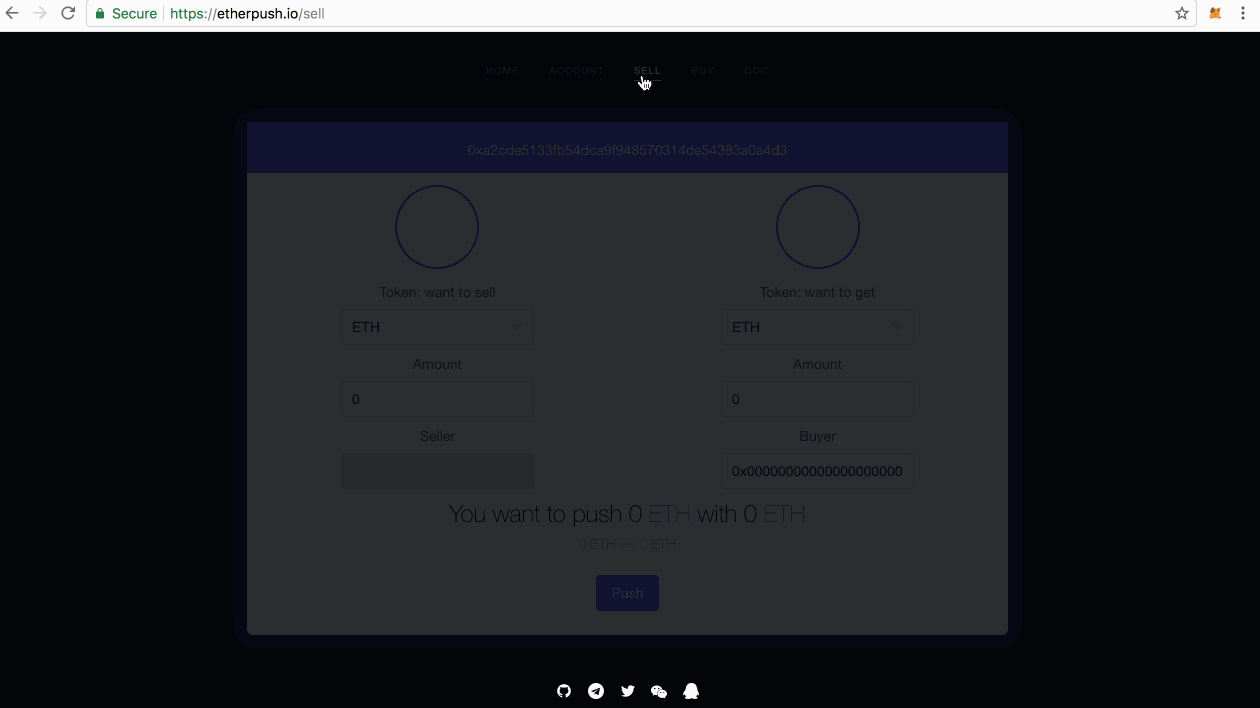 Secure https://etherpush.io/sell
HOME ACCOUNT SELL BUY DOC
0xa2cde5133fb54dca9f948570314de54383a0a4d3
Token: want to sell Token: want to get
ETH ETH
Amount Amount
0 0
Seller Buyer
0x00000000000000000000
You want to push 0 ETH with 0 ETH
0 ETH == 0 ETH
Push